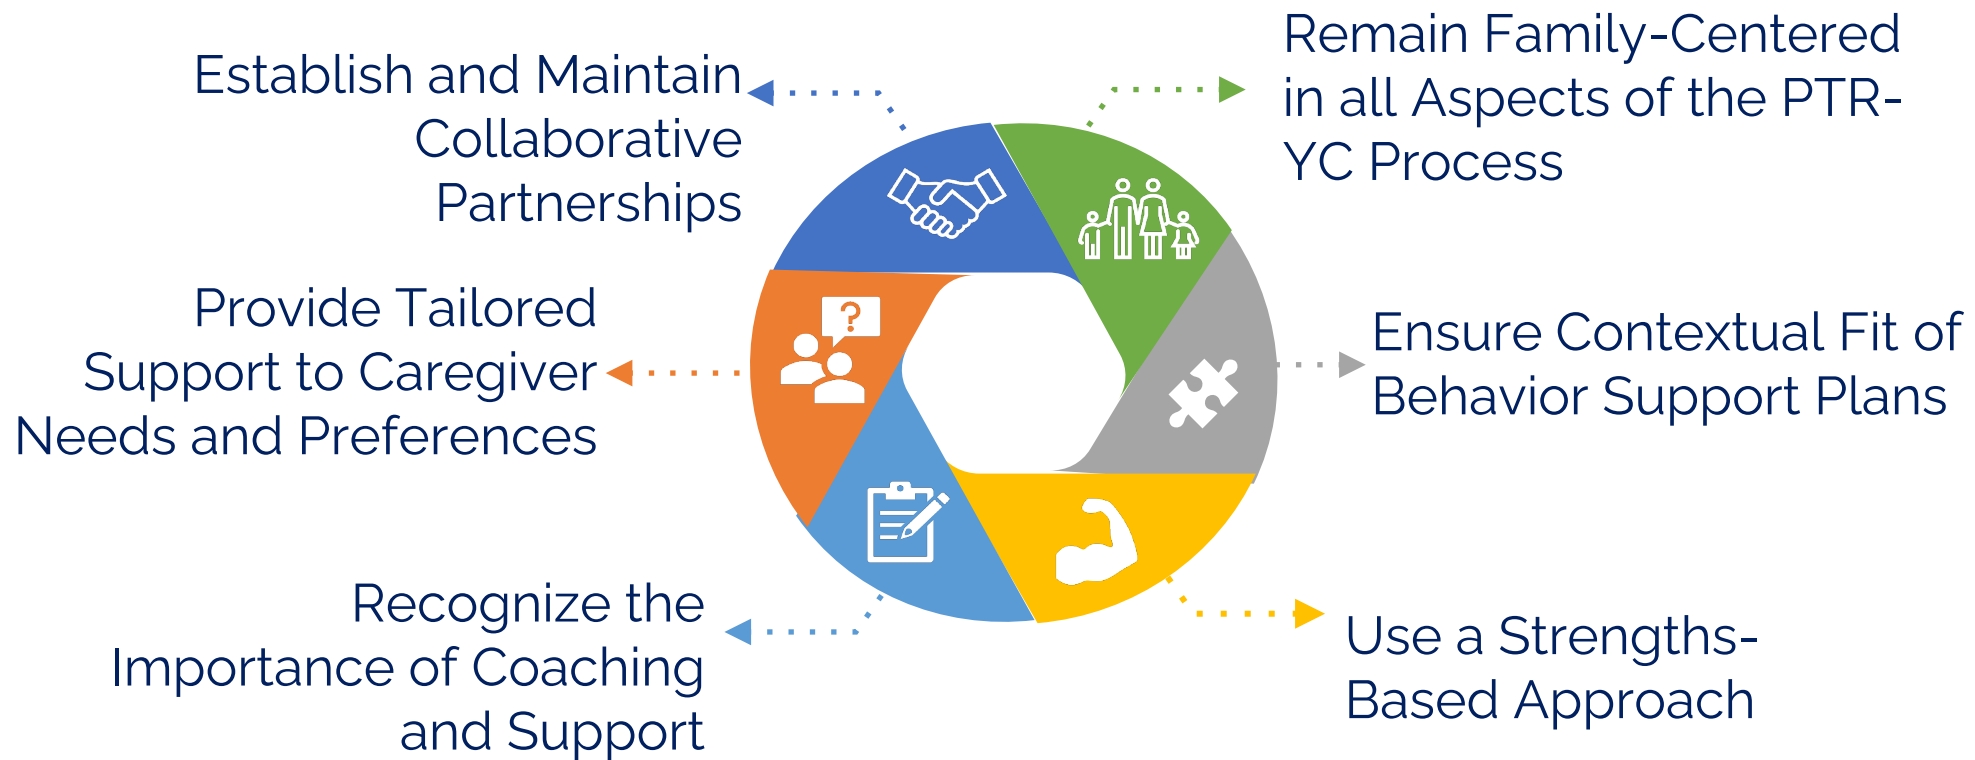 Establish and Maintain
Collaborative
Partnerships
Remain Family-Centered
in all Aspects of the PTR-
YC Process
Provide Tailored
Support to Caregiver
Needs and Preferences
?
Ensure Contextual Fit of
Behavior Support Plans
Recognize the
Importance of Coaching
and Support
Use a Strengths-
Based Approach